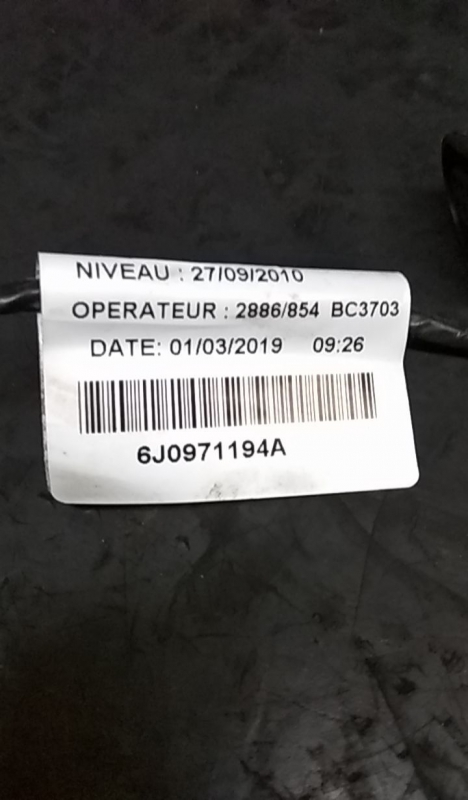 NIVEAU : 27/09/2010
OPERATEUR : 2886/854 BC3703
DATE: 01/03/2019 09:26
6J0971194A